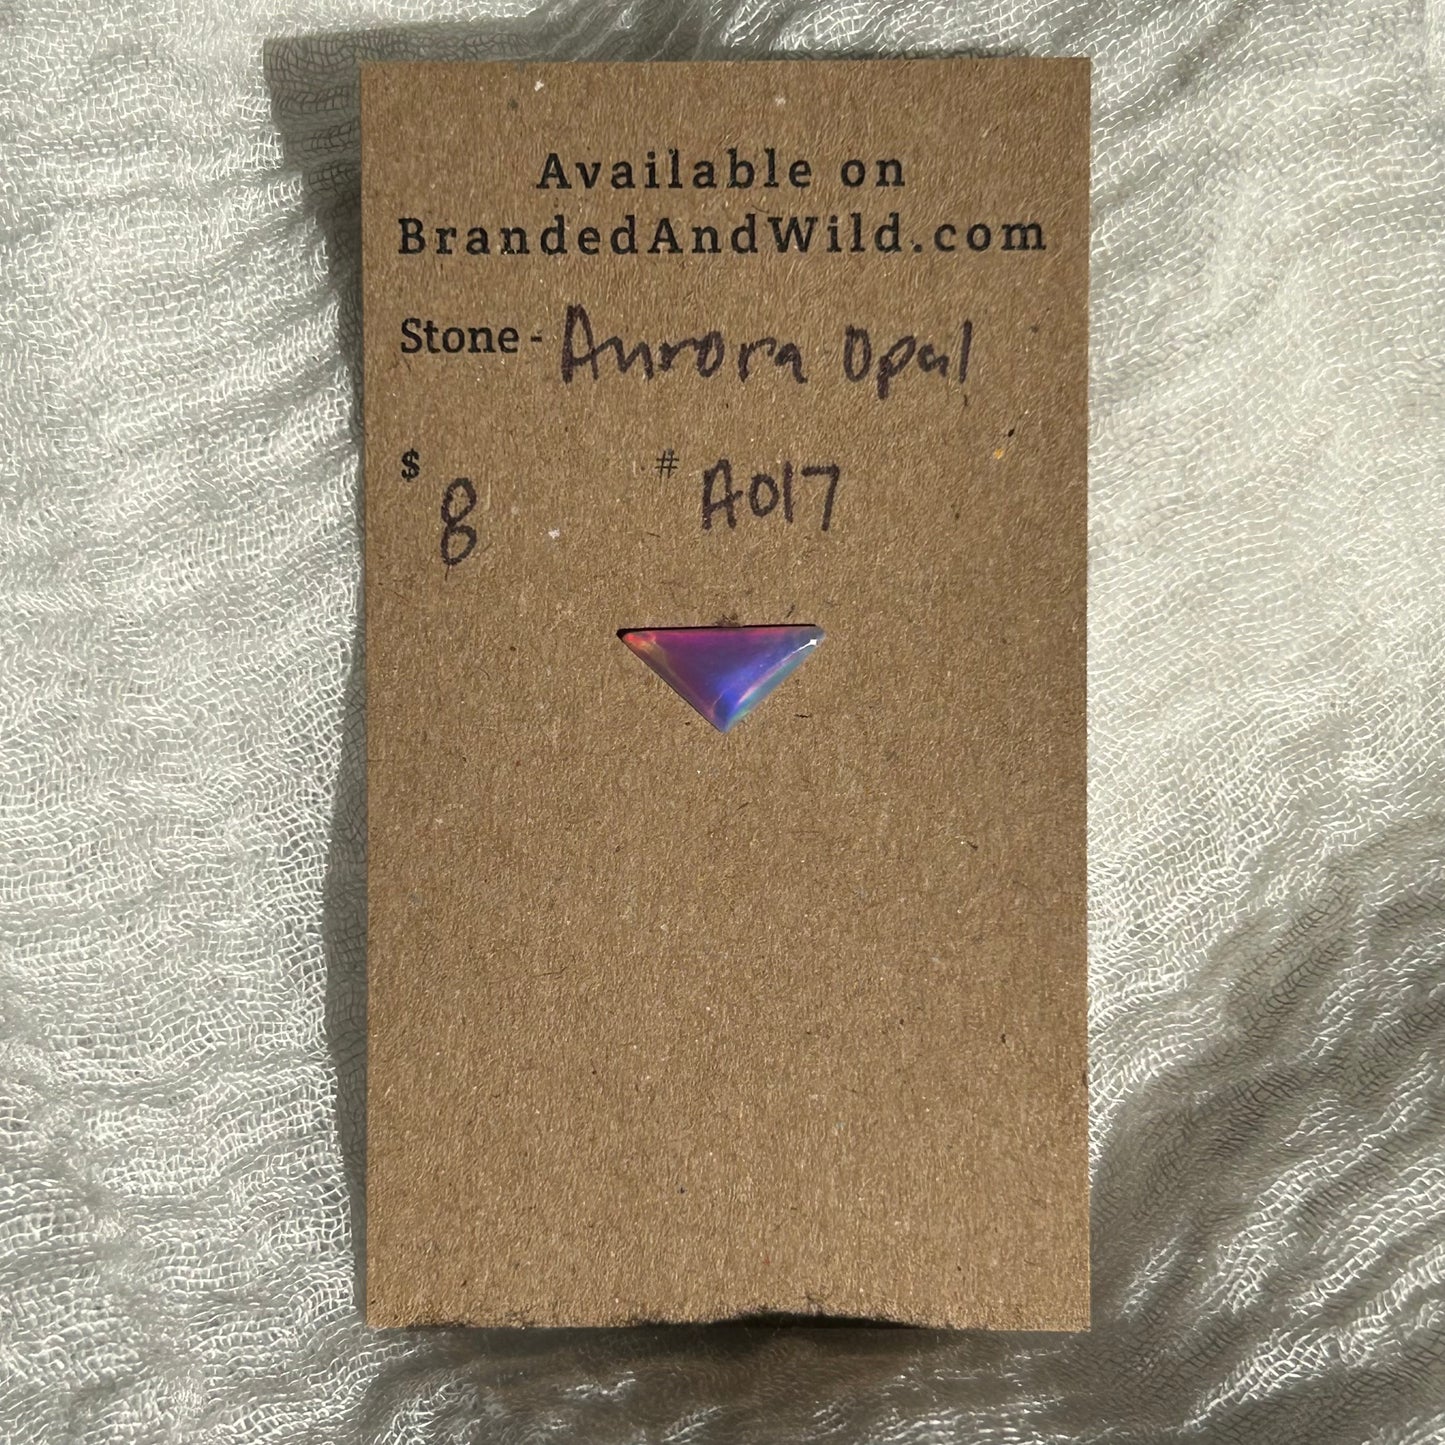 Available on
BrandedAndWild.com
Stone - Aurora Opal
$ 8 # A017